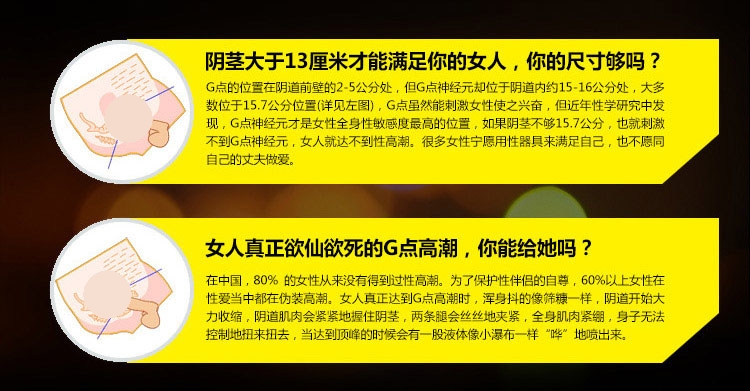 阴茎大于13厘米才能满足你的女人，你的尺寸够吗？
G点的位置在阴道前壁的2-5公分处，但G点神经元却位于阴道内约15-16公分处，大多
数位于15.7公分位置(详见左图)，G点虽然能刺激女性使之兴奋，但近年性学研究中发
现，G点神经元才是女性全身性敏感度最高的位置，如果阴茎不够15.7公分，也就刺激
不到G点神经元，女人就达不到性高潮。很多女性宁愿用性器具来满足自己，也不愿同
自己的丈夫做爱。
女人真正欲仙欲死的G点高潮，你能给她吗？
在中国，80% 的女性从来没有得到过性高潮。为了保护性伴侣的自尊，60%以上女性在
性爱当中都在伪装高潮。女人真正达到G点高潮时，浑身抖的像筛糠一样，阴道开始大
力收缩，阴道肌肉会紧紧地握住阴茎，两条腿会丝丝地夹紧，全身肌肉紧绷，身子无法
控制地扭来扭去，当达到顶峰的时候会有一股液体像小瀑布一样“哗”地喷出来。